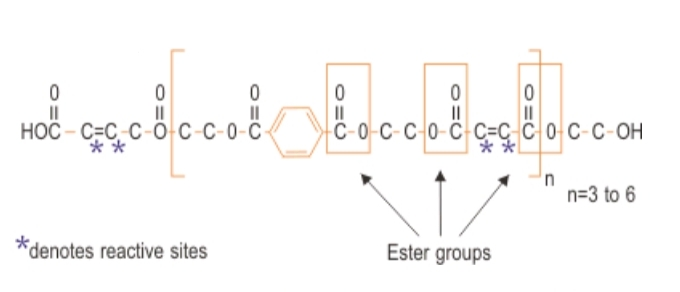 O O O O O O
HOC-C=C-C-O-C-C-O-C C-O-C-C-O-C-C=C-C-O-C-C-OH
* * * *
n
n=3 to 6
*denotes reactive sites
Ester groups